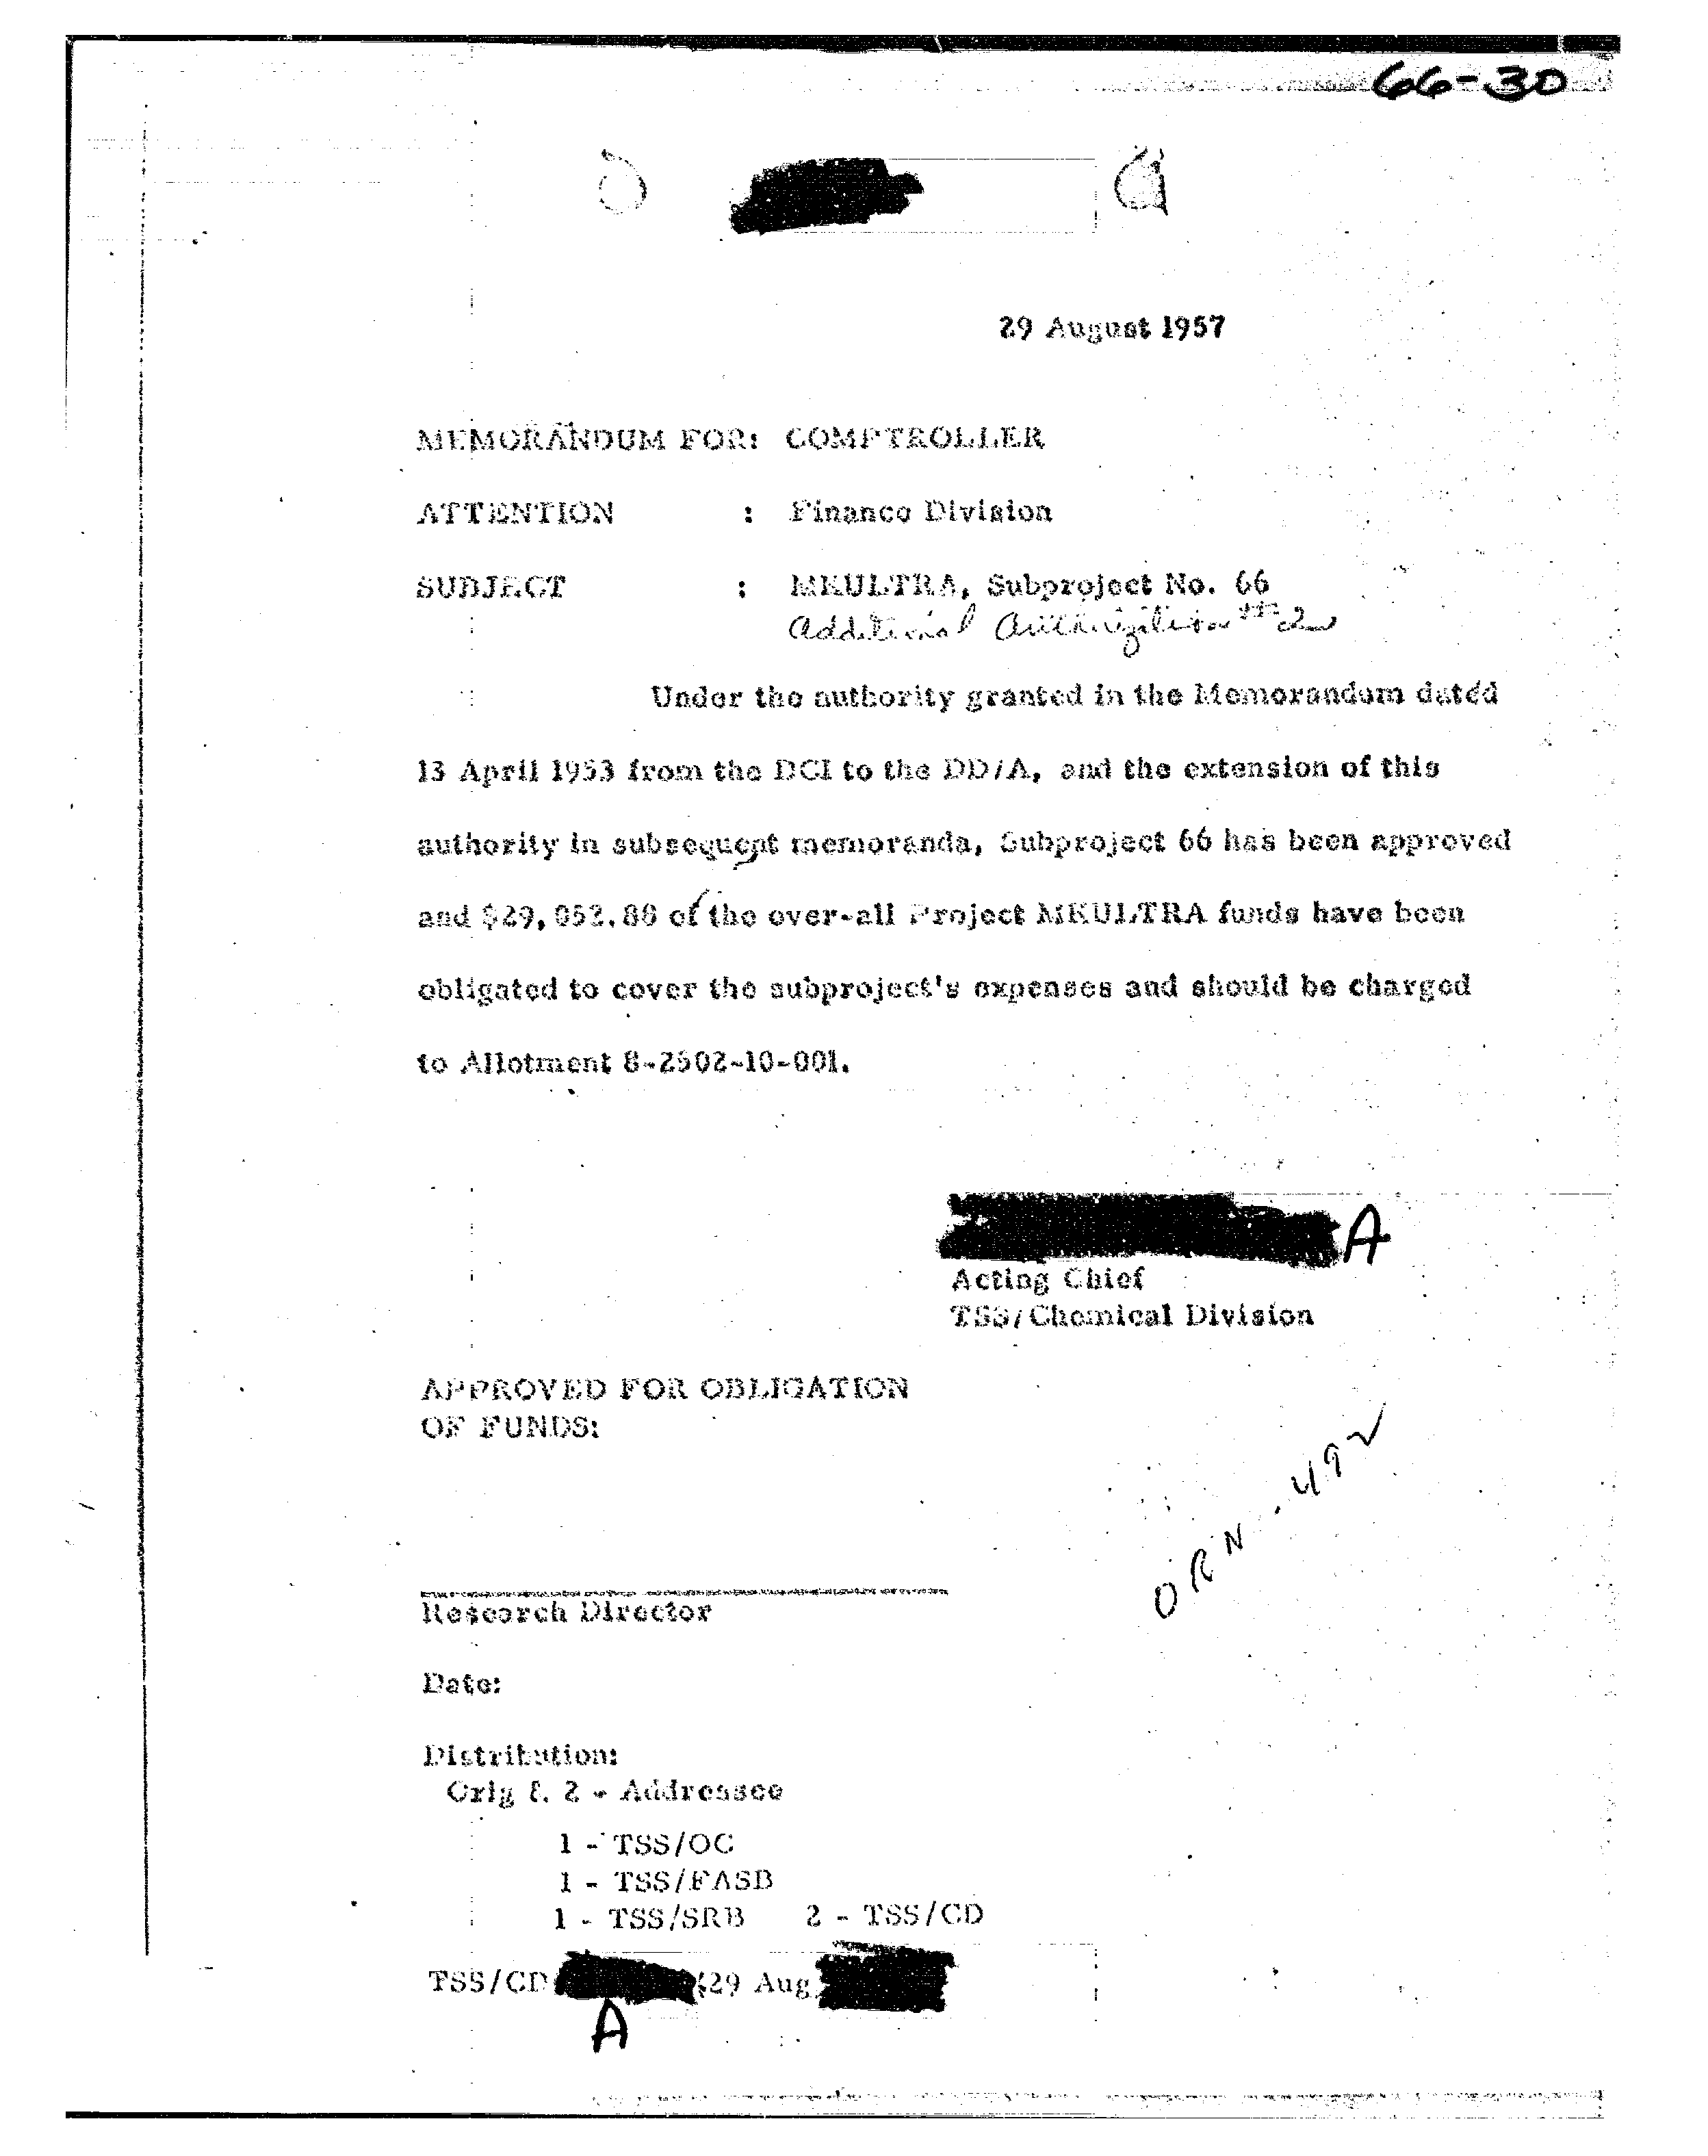 66-30
29 August 1957
MEMORANDUM FOR: COMPTROLLER
ATTENTION : Finance Division
SUBJECT : MKULTRA, Subproject No. 66
Additional Authorization #2
Under the authority granted in the Memorandum dated
13 April 1953 from the DCI to the DD/A, and the extension of this
authority in subsequent memoranda, Subproject 66 has been approved
and $29,052.88 of the over-all Project MKULTRA funds have been
obligated to cover the subproject's expenses and should be charged
to Allotment 8-2502-10-001.
A
Acting Chief
TSS/Chemical Division
APPROVED FOR OBLIGATION
OF FUNDS:
ORN-492
Research Director
Date:
Distribution:
Orig & 2 - Addressee
1 - TSS/OC
1 - TSS/FASB
1 - TSS/SRB 2 - TSS/CD
TSS/CD 29 Aug
A